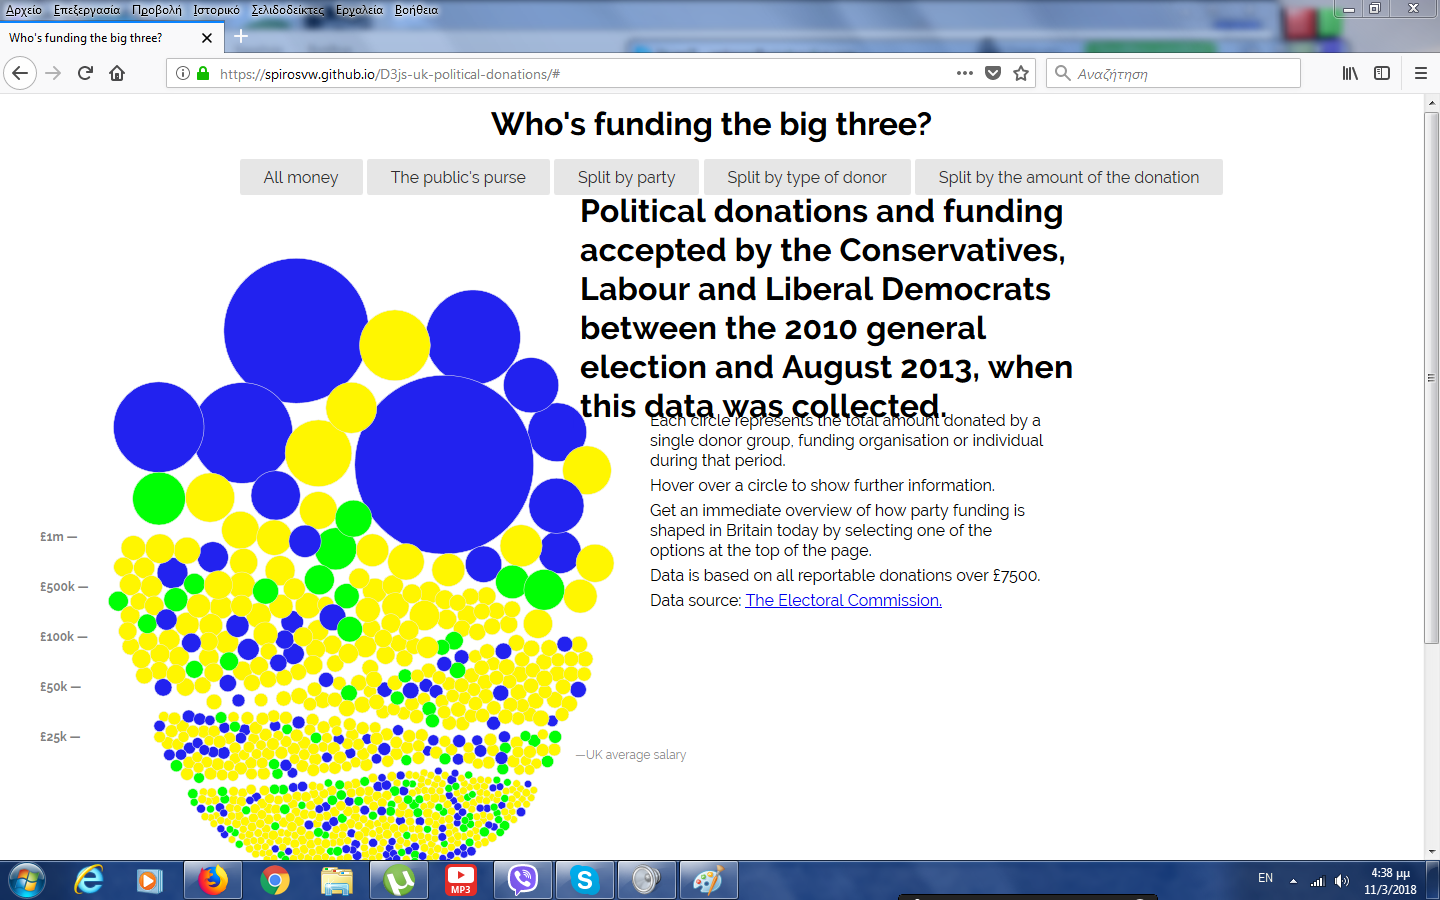 Αρχείο Επεξεργασία Προβολή Ιστορικό Σελιδοδείκτες Εργαλεία Βοήθεια
Who's funding the big three?
https://spirosvw.github.io/D3js-uk-political-donations/#
Αναζήτηση
Who's funding the big three?
All money
The public's purse
Split by party
Split by type of donor
Split by the amount of the donation
Political donations and funding
accepted by the Conservatives,
Labour and Liberal Democrats
between the 2010 general
election and August 2013, when
this data was collected.
Each circle represents the total amount donated by a
single donor group, funding organisation or individual
during that period.
Hover over a circle to show further information.
Get an immediate overview of how party funding is
shaped in Britain today by selecting one of the
options at the top of the page.
Data is based on all reportable donations over £7500.
Data source: The Electoral Commission.
£1m —
£500k —
£100k —
£50k —
£25k —
—UK average salary
MP3
EN
4:38 μμ
11/3/2018